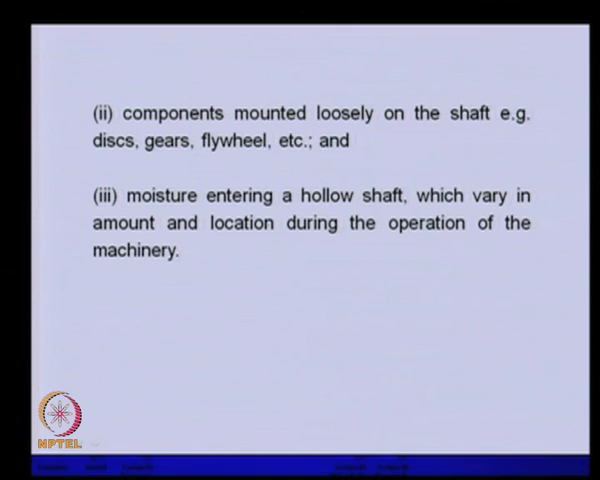 (ii) components mounted loosely on the shaft e.g.
discs, gears, flywheel, etc.; and
(iii) moisture entering a hollow shaft, which vary in
amount and location during the operation of the
machinery.
NPTEL